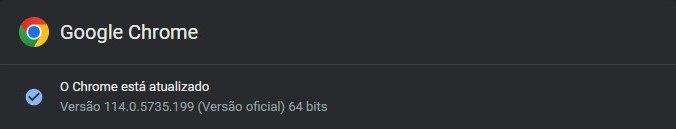 Google Chrome
O Chrome está atualizado
Versão 114.0.5735.199 (Versão oficial) 64 bits